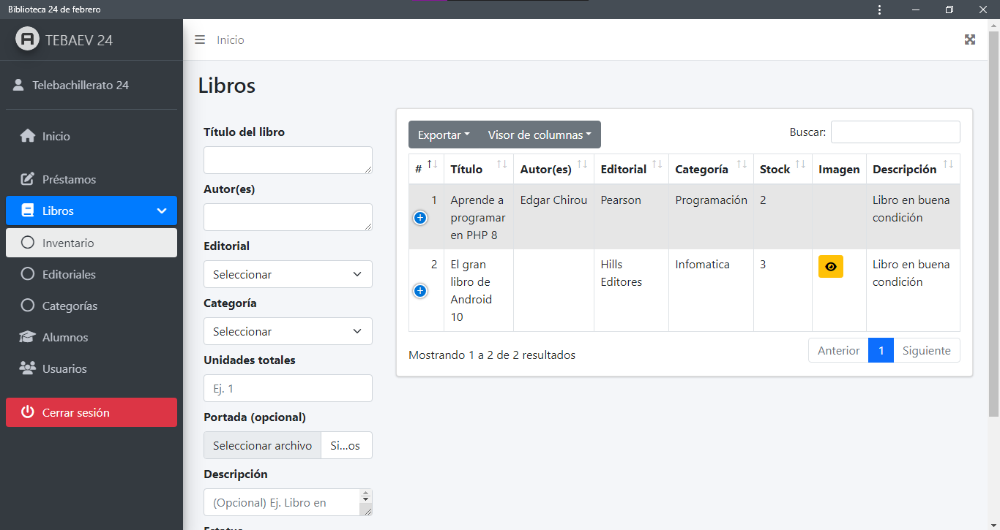 Biblioteca 24 de febrero
TEBAEV 24
Telebachillerato 24
Inicio
Préstamos
Libros
Inventario
Editoriales
Categorías
Alumnos
Usuarios
Cerrar sesión
Inicio
Libros
Título del libro
Autor(es)
Editorial
Seleccionar
Categoría
Seleccionar
Unidades totales
Ej. 1
Portada (opcional)
Seleccionar archivo Si...os
Descripción
(Opcional) Ej. Libro en
Estatus
Exportar Visor de columnas Buscar:
# Título Autor(es) Editorial Categoría Stock Imagen Descripción
1 Aprende a Edgar Chirou Pearson Programación 2 Libro en buena
programar condición
en PHP 8
2 El gran Hills Infomatica 3 Libro en buena
libro de Editores condición
Android
10
Mostrando 1 a 2 de 2 resultados Anterior 1 Siguiente